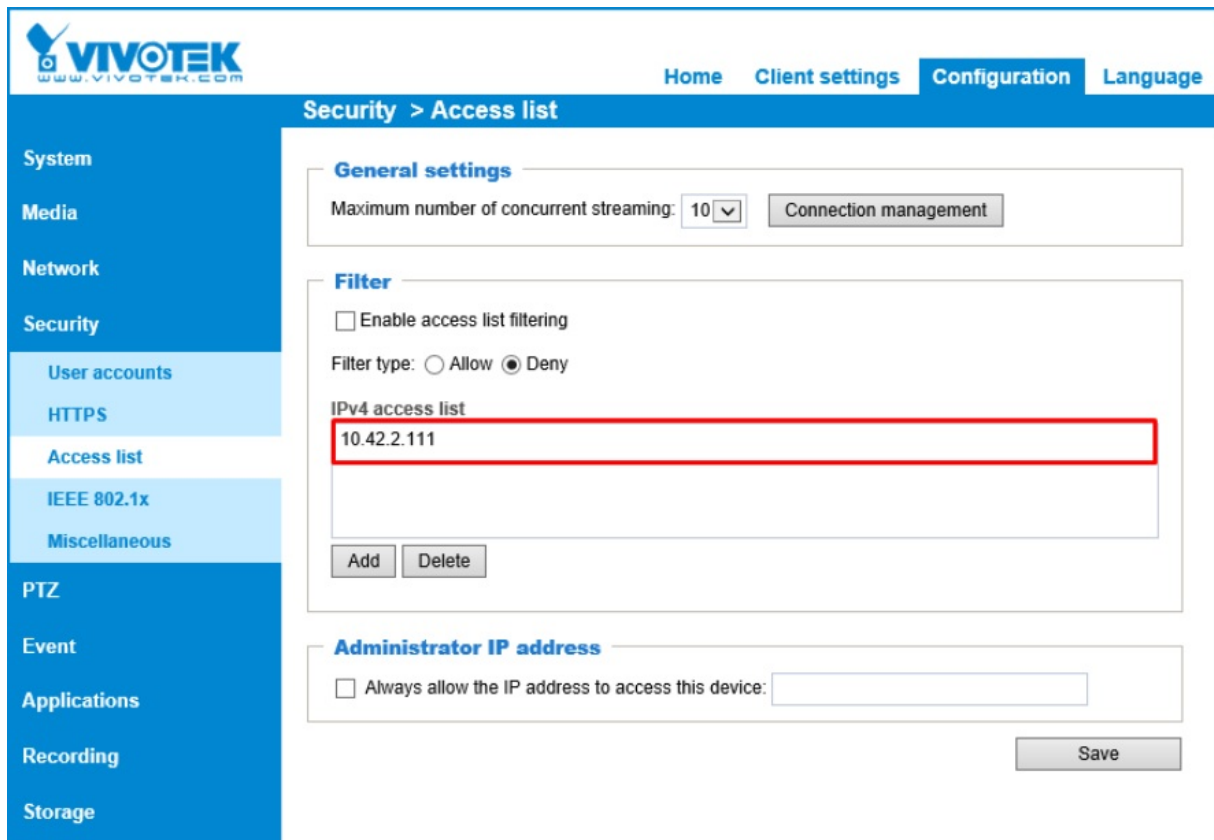 VIVOTEK
www.vivotek.com
Home Client settings Configuration Language
Security > Access list
System
Media
Network
Security
User accounts
HTTPS
Access list
IEEE 802.1x
Miscellaneous
PTZ
Event
Applications
Recording
Storage
General settings
Maximum number of concurrent streaming: 10 Connection management
Filter
Enable access list filtering
Filter type: Allow Deny
IPv4 access list
10.42.2.111
Add Delete
Administrator IP address
Always allow the IP address to access this device:
Save